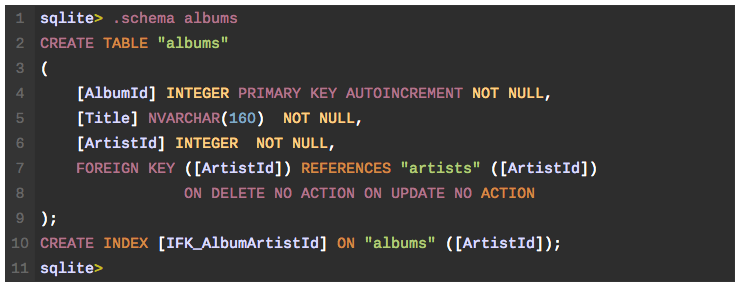 1 sqlite> .schema albums
2 CREATE TABLE "albums"
3 (
4     [AlbumId] INTEGER PRIMARY KEY AUTOINCREMENT NOT NULL,
5     [Title] NVARCHAR(160)  NOT NULL,
6     [ArtistId] INTEGER  NOT NULL,
7     FOREIGN KEY ([ArtistId]) REFERENCES "artists" ([ArtistId])
8                 ON DELETE NO ACTION ON UPDATE NO ACTION
9 );
10 CREATE INDEX [IFK_AlbumArtistId] ON "albums" ([ArtistId]);
11 sqlite>